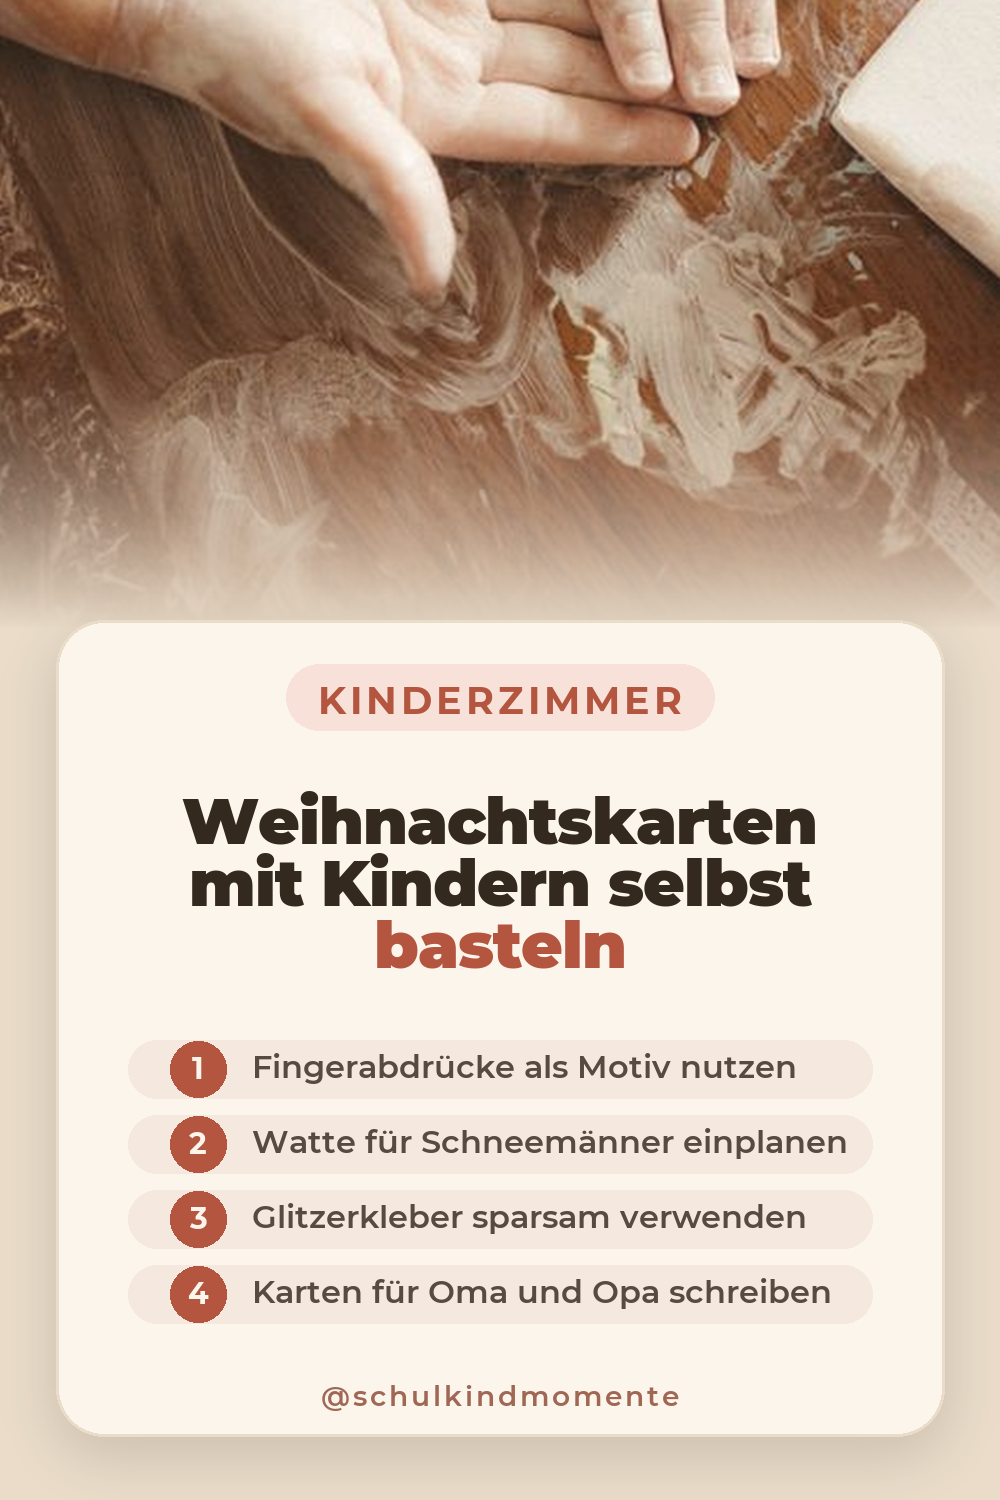 KINDERZIMMER
Weihnachtskarten
mit Kindern selbst
basteln
1 Fingerabdrücke als Motiv nutzen
2 Watte für Schneemänner einplanen
3 Glitzerkleber sparsam verwenden
4 Karten für Oma und Opa schreiben
@schulkindmomente